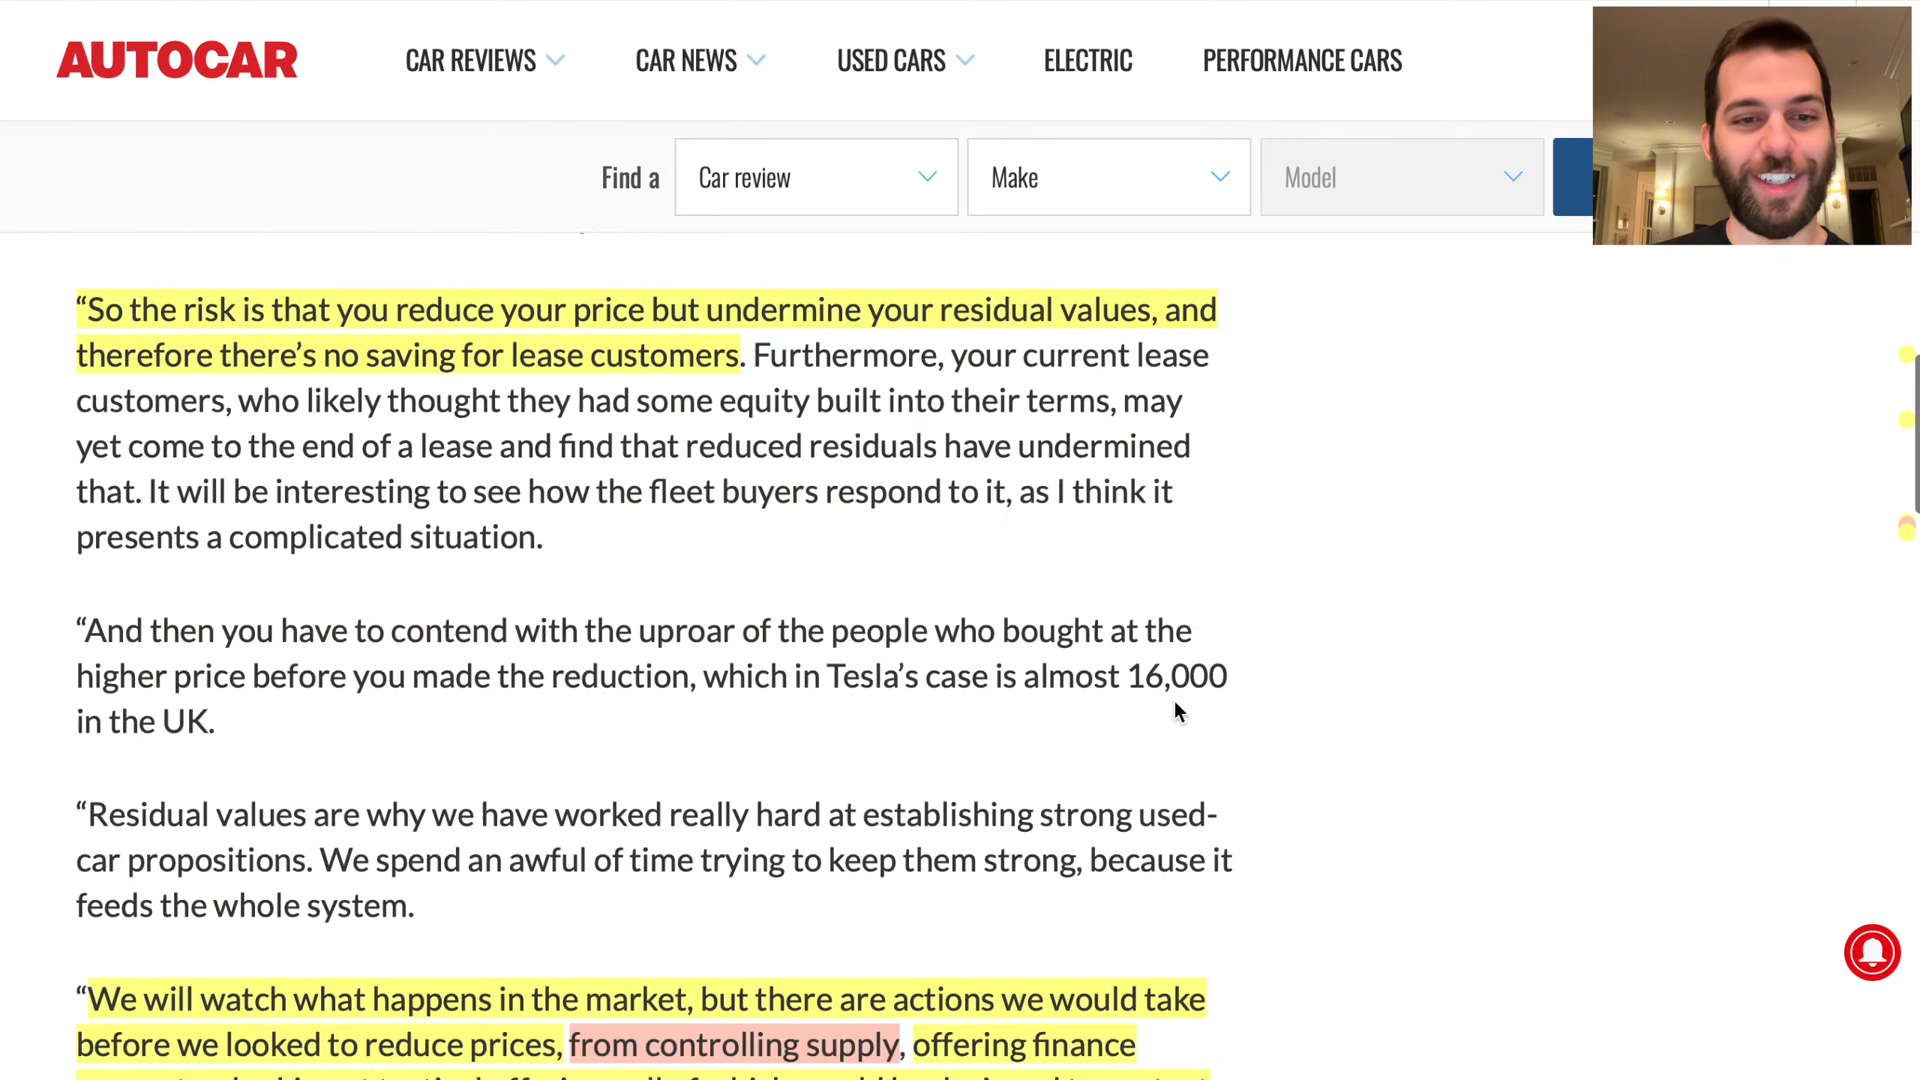 AUTOCAR
CAR REVIEWS
CAR NEWS
USED CARS
ELECTRIC
PERFORMANCE CARS
Find a
Car review
Make
Model
“So the risk is that you reduce your price but undermine your residual values, and
therefore there’s no saving for lease customers. Furthermore, your current lease
customers, who likely thought they had some equity built into their terms, may
yet come to the end of a lease and find that reduced residuals have undermined
that. It will be interesting to see how the fleet buyers respond to it, as I think it
presents a complicated situation.
“And then you have to contend with the uproar of the people who bought at the
higher price before you made the reduction, which in Tesla’s case is almost 16,000
in the UK.
“Residual values are why we have worked really hard at establishing strong used-
car propositions. We spend an awful of time trying to keep them strong, because it
feeds the whole system.
“We will watch what happens in the market, but there are actions we would take
before we looked to reduce prices, from controlling supply, offering finance